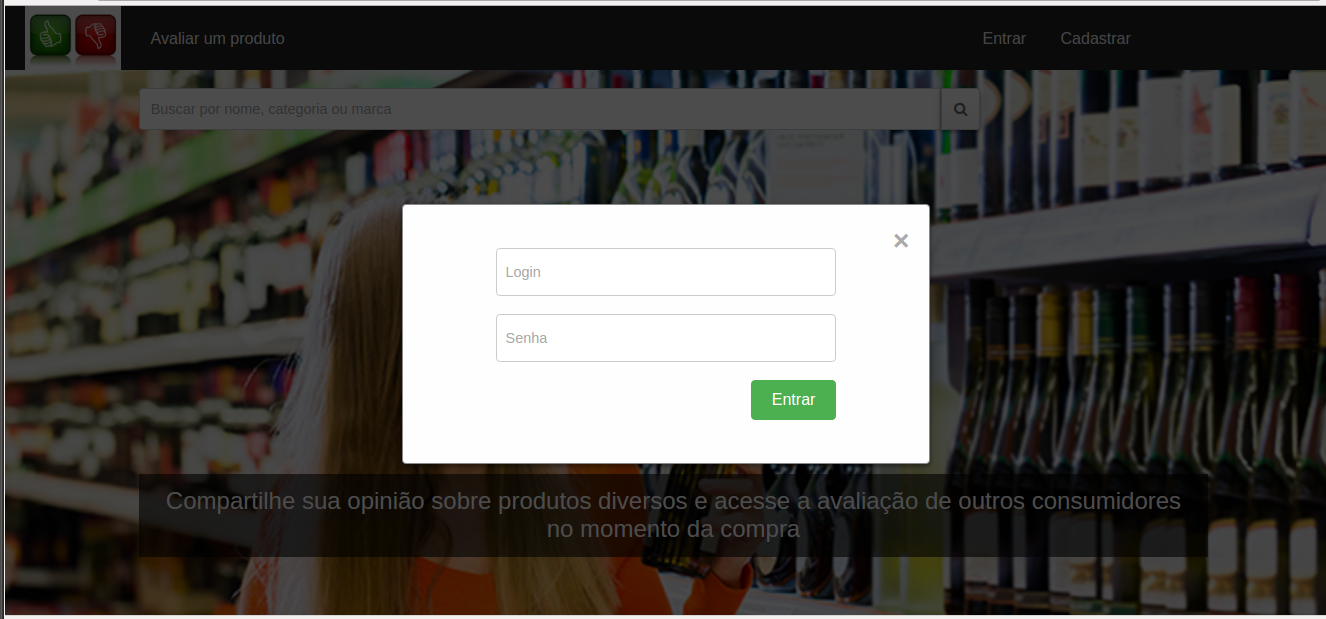 Avaliar um produto
Entrar
Cadastrar
Buscar por nome, categoria ou marca
×
Login
Senha
Entrar
Compartilhe sua opinião sobre produtos diversos e acesse a avaliação de outros consumidores
no momento da compra